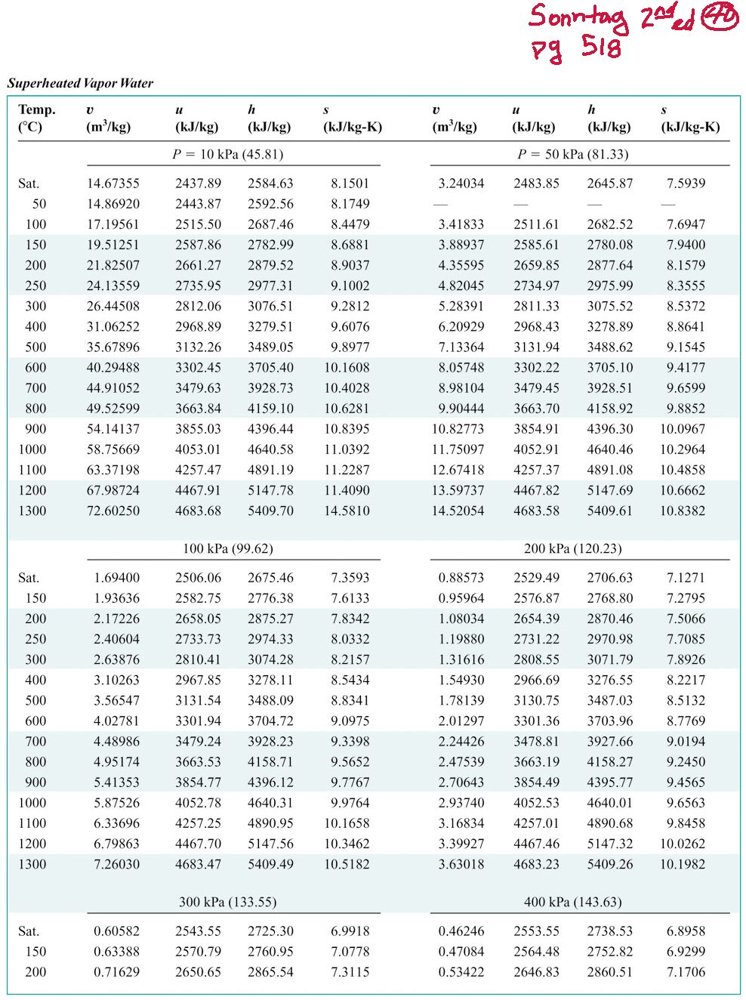 Sonntag 2nd ed
pg 518
Superheated Vapor Water
Temp. v u h s v u h s
(°C) (m³/kg) (kJ/kg) (kJ/kg) (kJ/kg-K) (m³/kg) (kJ/kg) (kJ/kg) (kJ/kg-K)
P = 10 kPa (45.81) P = 50 kPa (81.33)
Sat. 14.67355 2437.89 2584.63 8.1501 3.24034 2483.85 2645.87 7.5939
50 14.86920 2443.87 2592.56 8.1749 — — — —
100 17.19561 2515.50 2687.46 8.4479 3.41833 2511.61 2682.52 7.6947
150 19.51251 2587.86 2782.99 8.6881 3.88937 2585.61 2780.08 7.9400
200 21.82507 2661.27 2879.52 8.9037 4.35595 2659.85 2877.64 8.1579
250 24.13559 2735.95 2977.31 9.1002 4.82045 2734.97 2975.99 8.3555
300 26.44508 2812.06 3076.51 9.2812 5.28391 2811.33 3075.52 8.5372
400 31.06252 2968.89 3279.51 9.6076 6.20929 2968.43 3278.89 8.8641
500 35.67896 3132.26 3489.05 9.8977 7.13364 3131.94 3488.62 9.1545
600 40.29488 3302.45 3705.40 10.1608 8.05748 3302.22 3705.10 9.4177
700 44.91052 3479.63 3928.73 10.4028 8.98104 3479.45 3928.51 9.6599
800 49.52599 3663.84 4159.10 10.6281 9.90444 3663.70 4158.92 9.8852
900 54.14137 3855.03 4396.44 10.8395 10.82773 3854.91 4396.30 10.0967
1000 58.75669 4053.01 4640.58 11.0392 11.75097 4052.91 4640.46 10.2964
1100 63.37198 4257.47 4891.19 11.2287 12.67418 4257.37 4891.08 10.4858
1200 67.98724 4467.91 5147.78 11.4090 13.59737 4467.82 5147.69 10.6662
1300 72.60250 4683.68 5409.70 14.5810 14.52054 4683.58 5409.61 10.8382
100 kPa (99.62) 200 kPa (120.23)
Sat. 1.69400 2506.06 2675.46 7.3593 0.88573 2529.49 2706.63 7.1271
150 1.93636 2582.75 2776.38 7.6133 0.95964 2576.87 2768.80 7.2795
200 2.17226 2658.05 2875.27 7.8342 1.08034 2654.39 2870.46 7.5066
250 2.40604 2733.73 2974.33 8.0332 1.19880 2731.22 2970.98 7.7085
300 2.63876 2810.41 3074.28 8.2157 1.31616 2808.55 3071.79 7.8926
400 3.10263 2967.85 3278.11 8.5434 1.54930 2966.69 3276.55 8.2217
500 3.56547 3131.54 3488.09 8.8341 1.78139 3130.75 3487.03 8.5132
600 4.02781 3301.94 3704.72 9.0975 2.01297 3301.36 3703.96 8.7769
700 4.48986 3479.24 3928.23 9.3398 2.24426 3478.81 3927.66 9.0194
800 4.95174 3663.53 4158.71 9.5652 2.47539 3663.19 4158.27 9.2450
900 5.41353 3854.77 4396.12 9.7767 2.70643 3854.49 4395.77 9.4565
1000 5.87526 4052.78 4640.31 9.9764 2.93740 4052.53 4640.01 9.6563
1100 6.33696 4257.25 4890.95 10.1658 3.16834 4257.01 4890.68 9.8458
1200 6.79863 4467.70 5147.56 10.3462 3.39927 4467.46 5147.32 10.0262
1300 7.26030 4683.47 5409.49 10.5182 3.63018 4683.23 5409.26 10.1982
300 kPa (133.55) 400 kPa (143.63)
Sat. 0.60582 2543.55 2725.30 6.9918 0.46246 2553.55 2738.53 6.8958
150 0.63388 2570.79 2760.95 7.0778 0.47084 2564.48 2752.82 6.9299
200 0.71629 2650.65 2865.54 7.3115 0.53422 2646.83 2860.51 7.1706